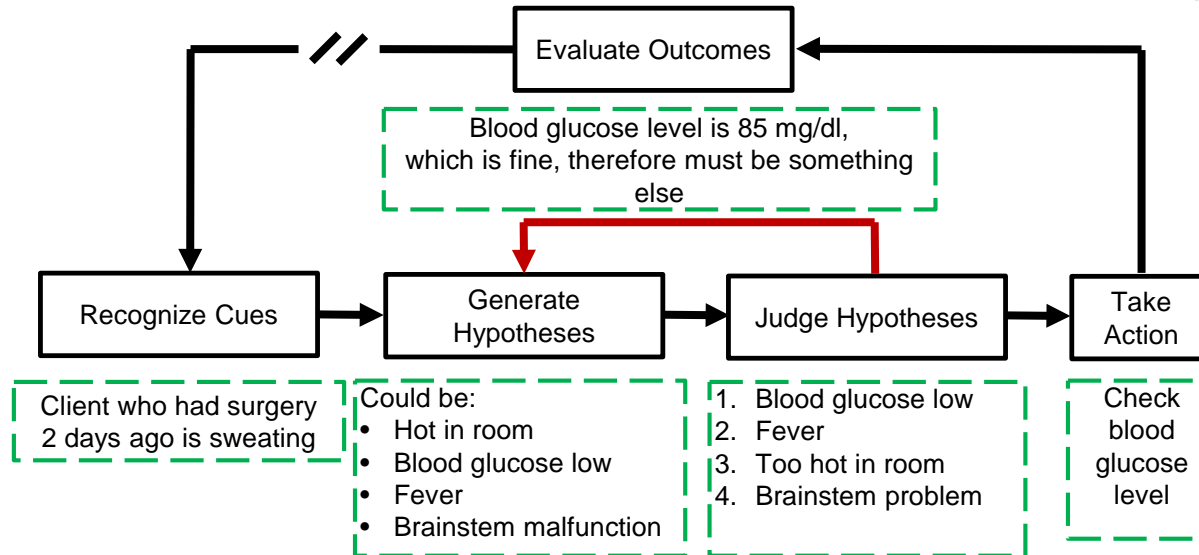 Evaluate Outcomes
Blood glucose level is 85 mg/dl,
which is fine, therefore must be something
else
Recognize Cues
Generate
Hypotheses
Judge Hypotheses
Take
Action
Client who had surgery
2 days ago is sweating
Could be:
• Hot in room
• Blood glucose low
• Fever
• Brainstem malfunction
1. Blood glucose low
2. Fever
3. Too hot in room
4. Brainstem problem
Check
blood
glucose
level